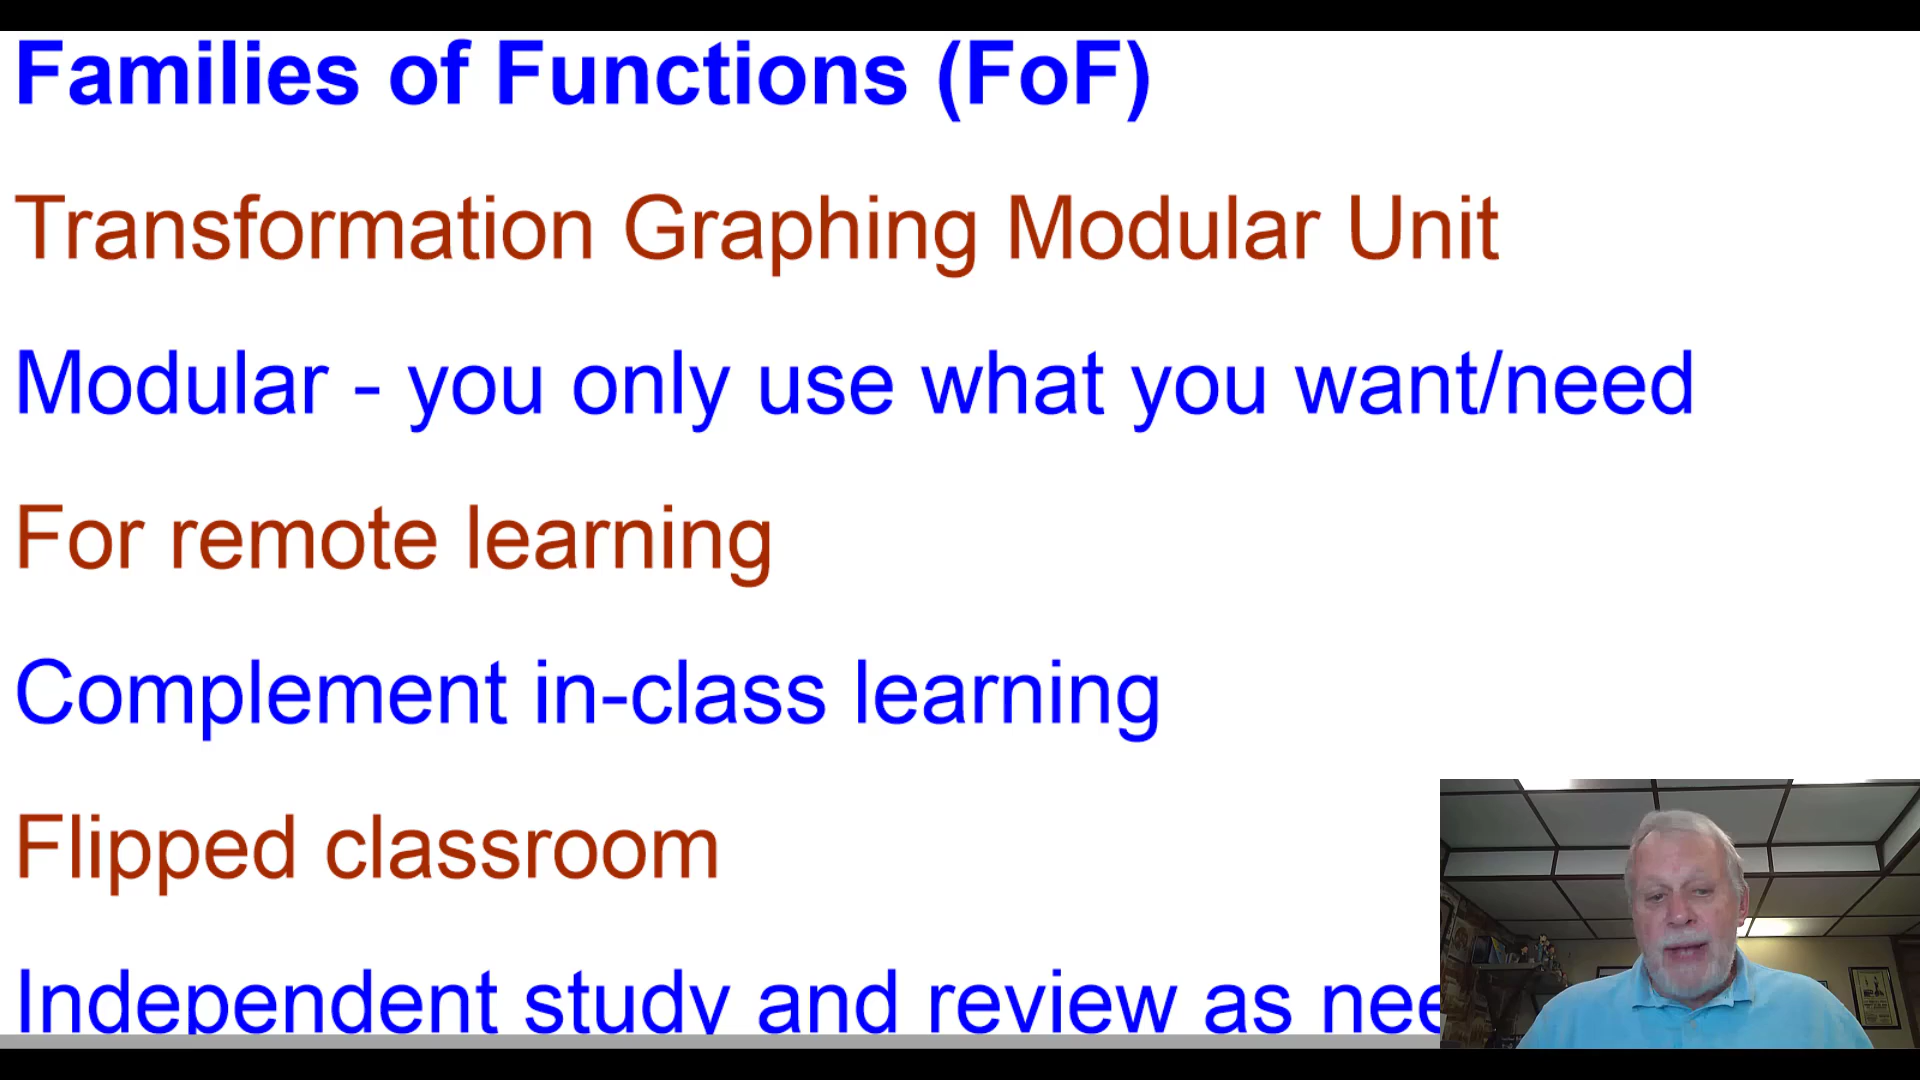 Families of Functions (FoF)
Transformation Graphing Modular Unit
Modular - you only use what you want/need
For remote learning
Complement in-class learning
Flipped classroom
Independent study and review as